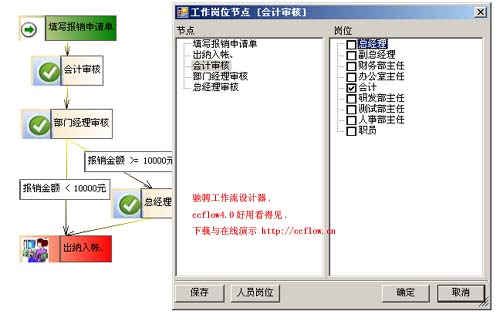 填写报销申请单
会计审核
部门经理审核
报销金额 >= 10000元
报销金额 < 10000元
总经理
出纳入帐、
工作岗位节点 [会计审核]
节点
填写报销申请单
出纳入帐、
会计审核
部门经理审核
总经理审核
岗位
总经理
副总经理
财务部主任
办公室主任
会计
研发部主任
测试部主任
人事部主任
职员
驰骋工作流设计器.
ccflow4.0好用看得见.
下载与在线演示 http://ccflow.cn
保存
人员岗位
确定
取消